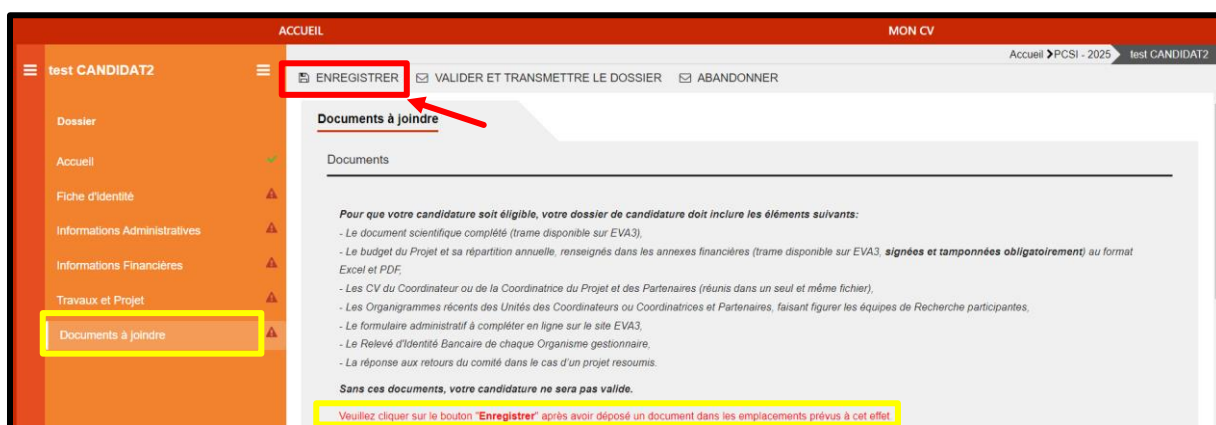 ACCUEIL
MON CV
Accueil PCSI - 2025
test CANDIDAT2
test CANDIDAT2
ENREGISTRER
VALIDER ET TRANSMETTRE LE DOSSIER
ABANDONNER
Dossier
Accueil
Fiche d'identité
Informations Administratives
Informations Financières
Travaux et Projet
Documents à joindre
Documents à joindre
Documents
Pour que votre candidature soit éligible, votre dossier de candidature doit inclure les éléments suivants:
- Le document scientifique complété (trame disponible sur EVA3),
- Le budget du Projet et sa répartition annuelle, renseignés dans les annexes financières (trame disponible sur EVA3, signées et tamponnées obligatoirement) au format
Excel et PDF,
- Les CV du Coordinateur ou de la Coordinatrice du Projet et des Partenaires (réunis dans un seul et même fichier),
- Les Organigrammes récents des Unités des Coordinateurs ou Coordinatrices et Partenaires, faisant figurer les équipes de Recherche participantes,
- Le formulaire administratif à compléter en ligne sur le site EVA3,
- Le Relevé d'Identité Bancaire de chaque Organisme gestionnaire,
- La réponse aux retours du comité dans le cas d'un projet resoumis.
Sans ces documents, votre candidature ne sera pas valide.
Veuillez cliquer sur le bouton "Enregistrer" après avoir déposé un document dans les emplacements prévus à cet effet.